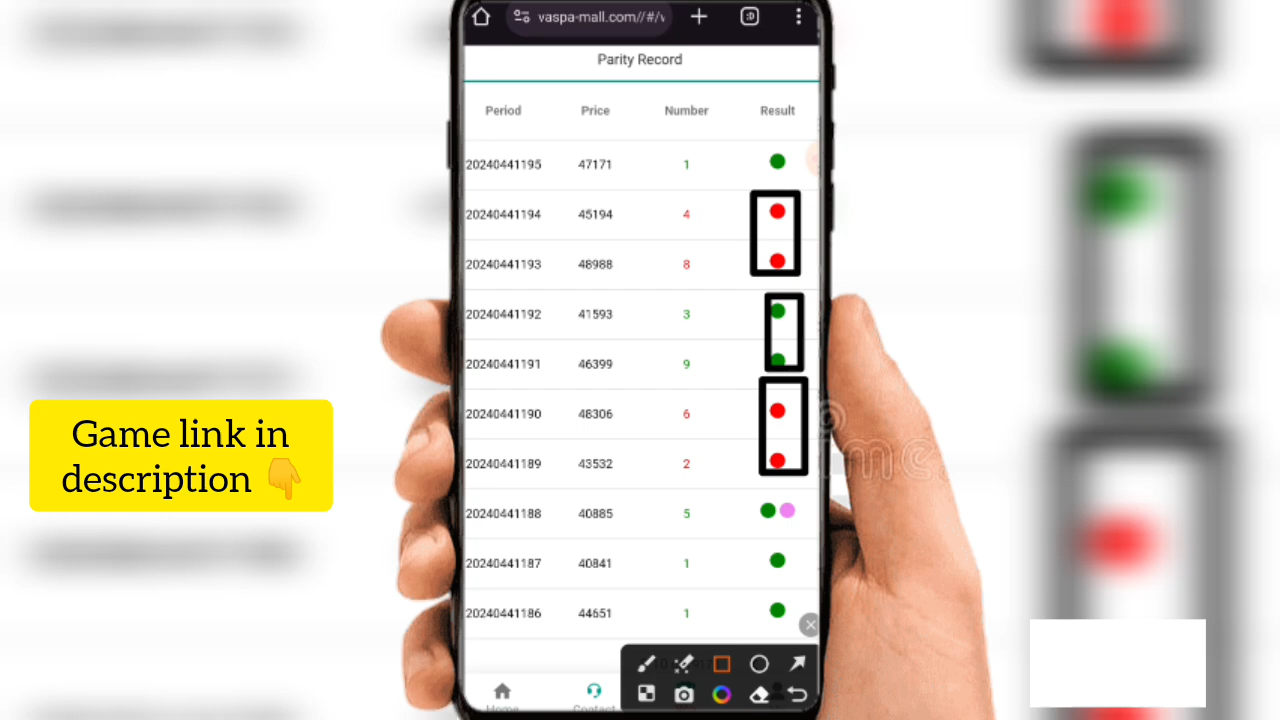 vaspa-mall.com//#/v
:D
Parity Record
Period Price Number Result
20240441195 47171 1
20240441194 45194 4
20240441193 48988 8
20240441192 41593 3
20240441191 46399 9
20240441190 48306 6
20240441189 43532 2
20240441188 40885 5
20240441187 40841 1
20240441186 44651 1
Home Contact
Game link in
description 👇